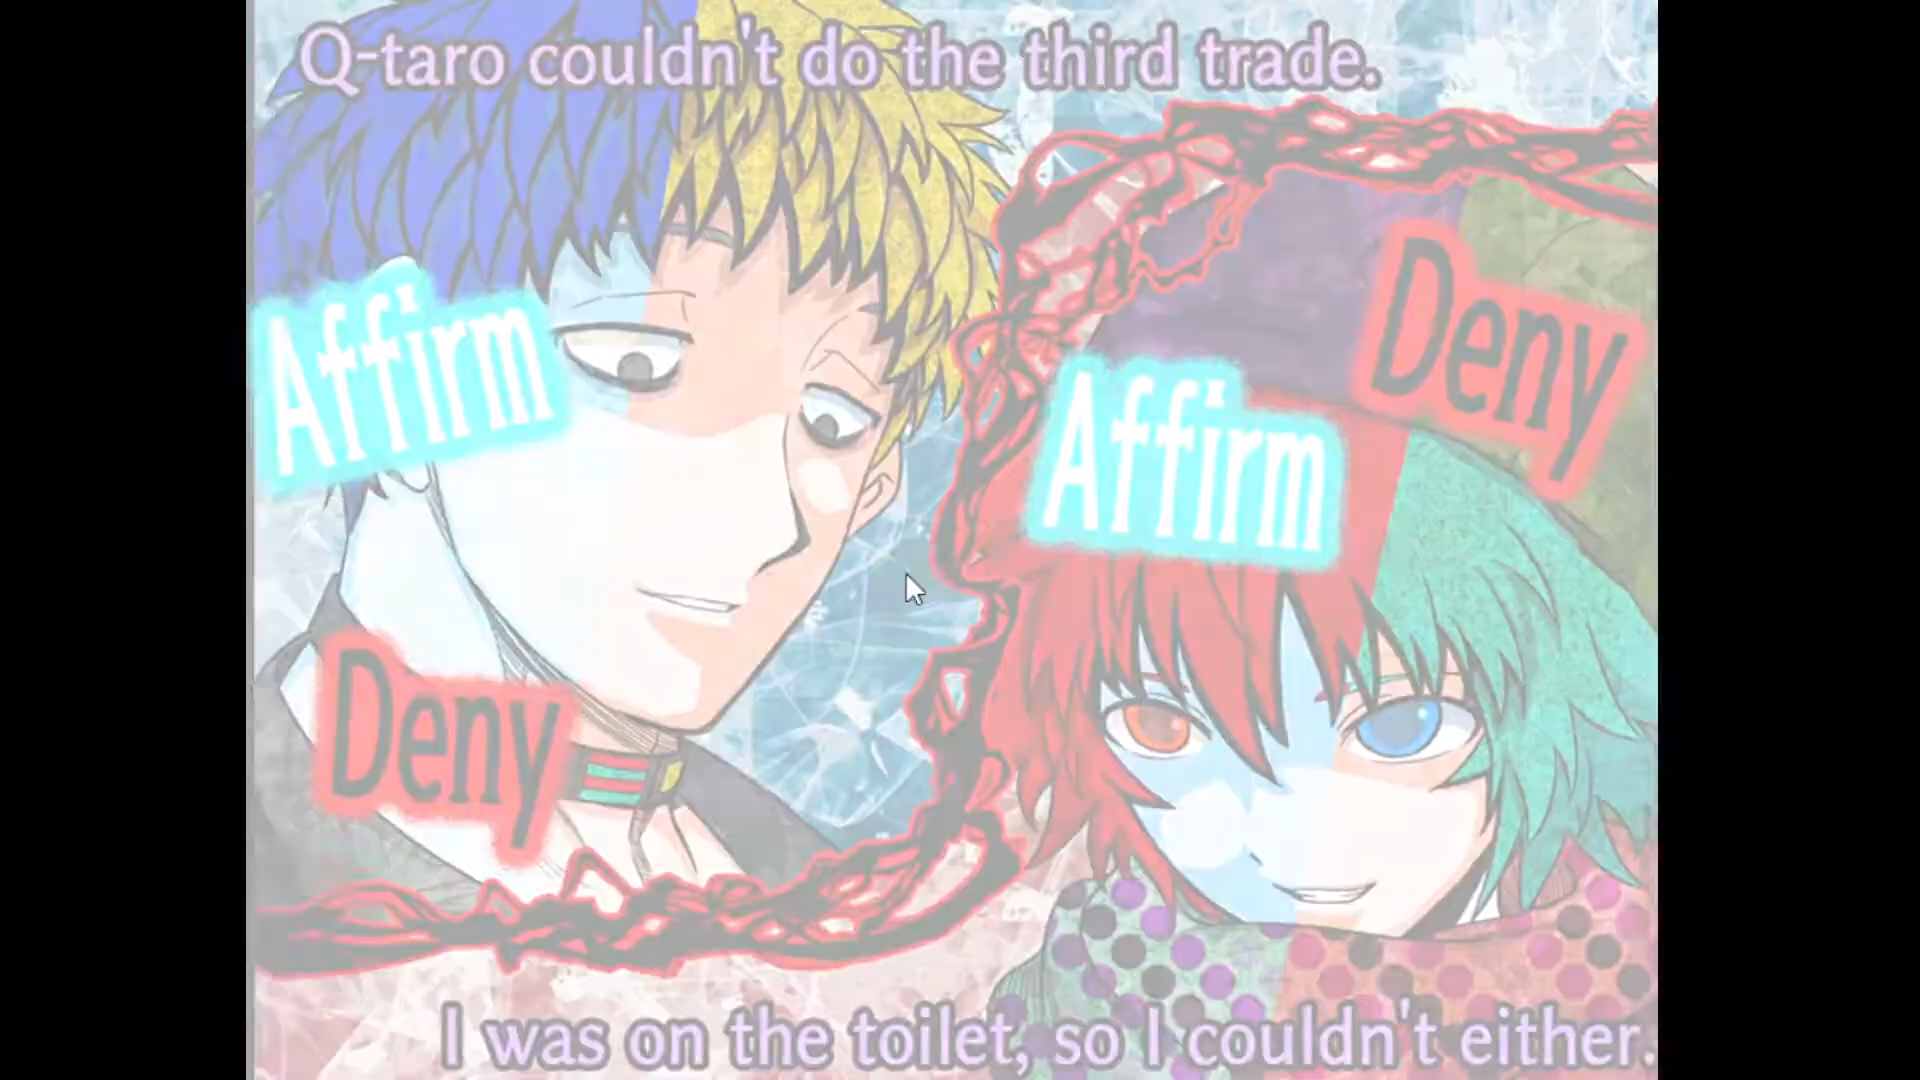 Q-taro couldn't do the third trade.
Affirm
Deny
Affirm
Deny
I was on the toilet, so I couldn't either.